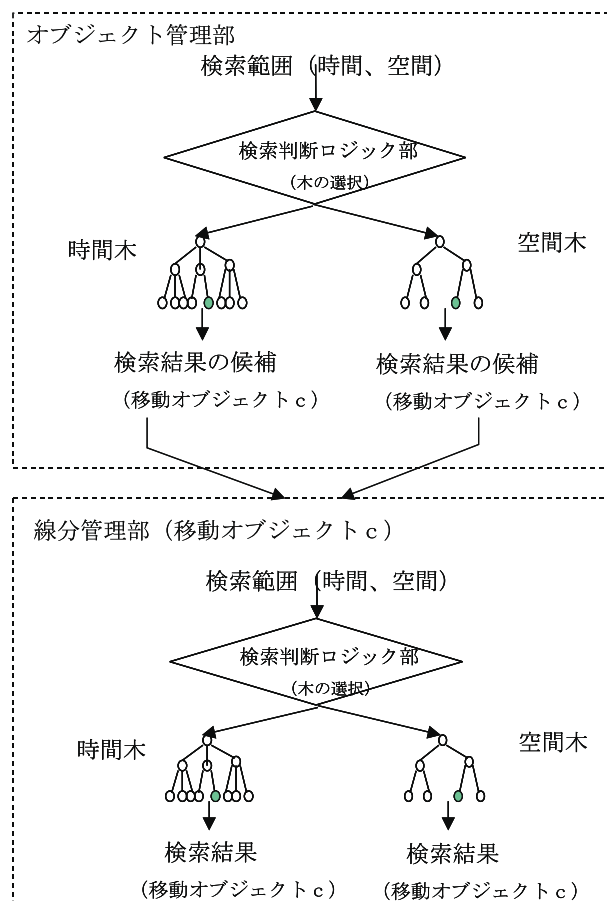 オブジェクト管理部
検索範囲（時間、空間）
検索判断ロジック部
（木の選択）
時間木
空間木
検索結果の候補
検索結果の候補
（移動オブジェクトｃ）
（移動オブジェクトｃ）
線分管理部（移動オブジェクトｃ）
検索範囲（時間、空間）
検索判断ロジック部
（木の選択）
時間木
空間木
検索結果
検索結果
（移動オブジェクトｃ）
（移動オブジェクトｃ）